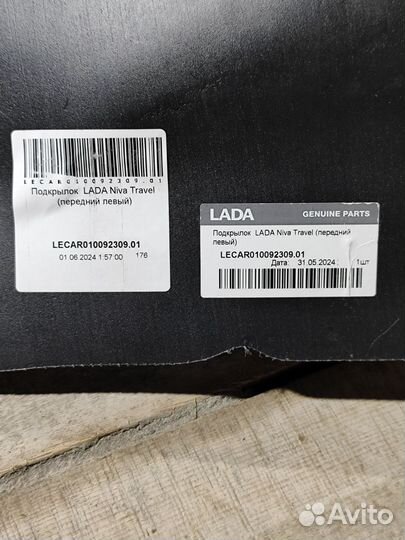 LECAR010092309.01
Подкрылок LADA Niva Travel
(передний левый)
LECAR010092309.01
01 06 2024 1:57:00 176
LADA GENUINE PARTS
Подкрылок LADA Niva Travel (передний
левый)
LECAR010092309.01
Дата: 31.05.2024 1шт
Avito